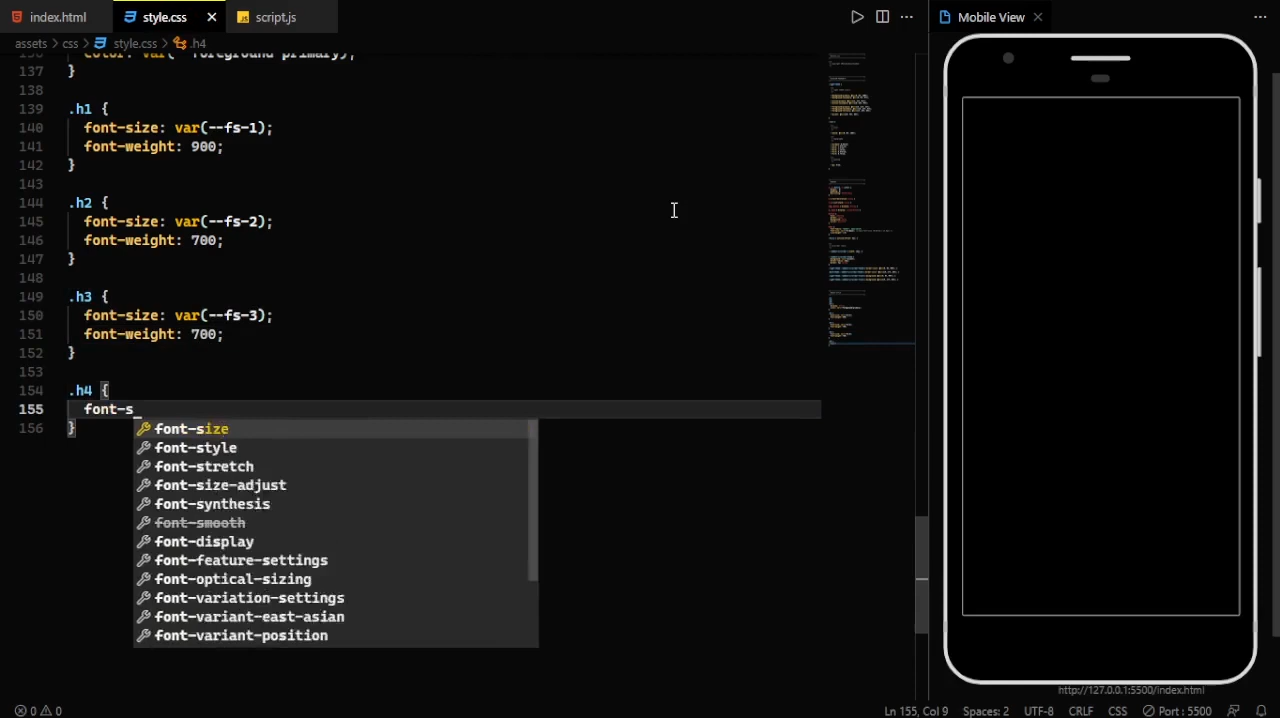 index.html
style.css
script.js
Mobile View
assets > css > style.css > .h4
137 }
138
139 .h1 {
140 font-size: var(--fs-1);
141 font-weight: 900;
142 }
143
144 .h2 {
145 font-size: var(--fs-2);
146 font-weight: 700;
147 }
148
149 .h3 {
150 font-size: var(--fs-3);
151 font-weight: 700;
152 }
153
154 .h4 {
155 font-s
156 }
font-size
font-style
font-stretch
font-size-adjust
font-synthesis
font-smooth
font-display
font-feature-settings
font-optical-sizing
font-variation-settings
font-variant-east-asian
font-variant-position
http://127.0.0.1:5500/index.html
0 0
Ln 155, Col 9
Spaces: 2
UTF-8
CRLF
CSS
Port : 5500